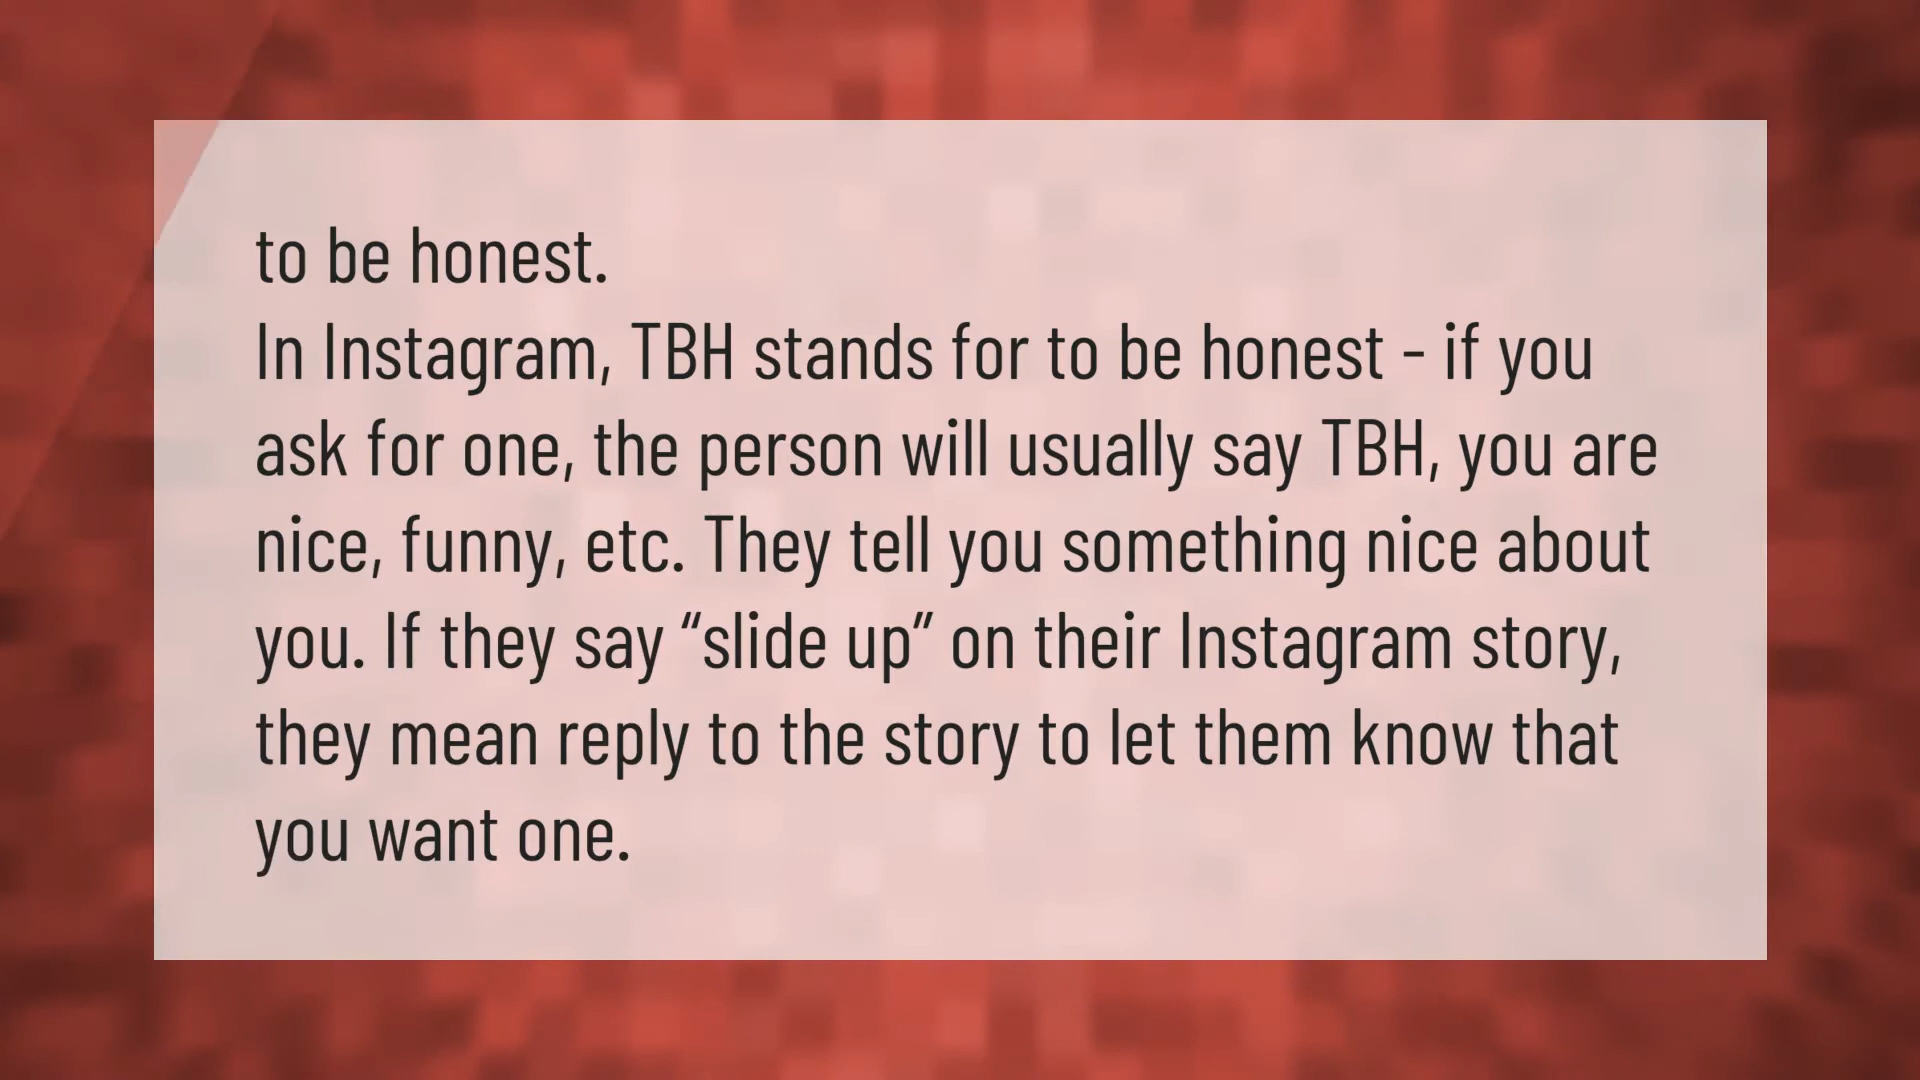 to be honest.
In Instagram, TBH stands for to be honest - if you
ask for one, the person will usually say TBH, you are
nice, funny, etc. They tell you something nice about
you. If they say “slide up” on their Instagram story,
they mean reply to the story to let them know that
you want one.